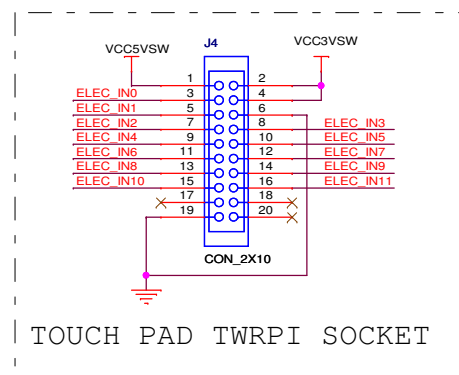 J4
VCC5VSW VCC3VSW
1 2
ELEC_IN0 3 4
ELEC_IN1 5 6
ELEC_IN2 7 8 ELEC_IN3
ELEC_IN4 9 10 ELEC_IN5
ELEC_IN6 11 12 ELEC_IN7
ELEC_IN8 13 14 ELEC_IN9
ELEC_IN10 15 16 ELEC_IN11
17 18
19 20
CON_2X10
TOUCH PAD TWRPI SOCKET